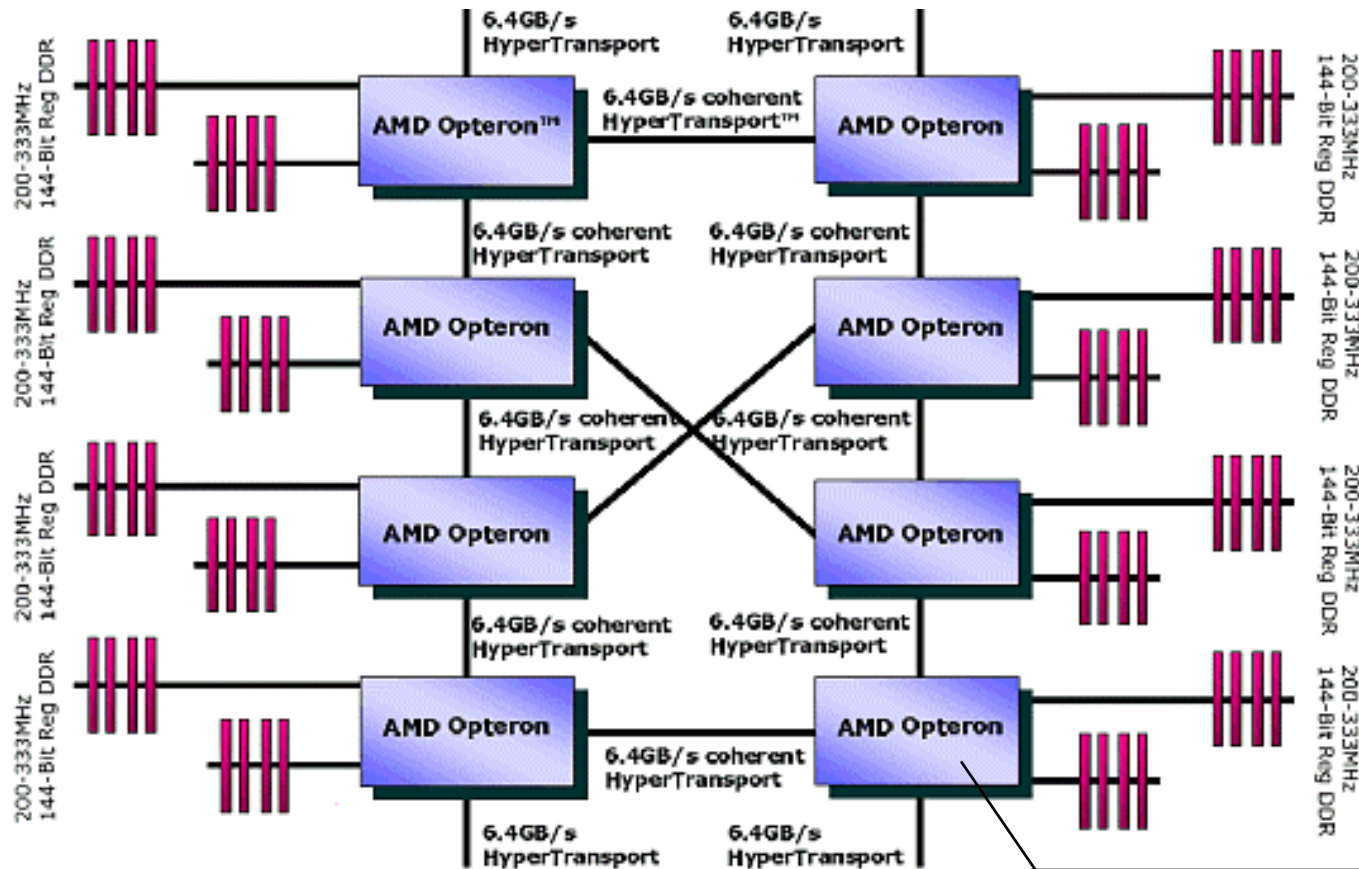 6.4GB/s
HyperTransport
6.4GB/s
HyperTransport
200-333MHz
144-Bit Reg DDR
AMD Opteron™
6.4GB/s coherent
HyperTransport™
AMD Opteron
200-333MHz
144-Bit Reg DDR
6.4GB/s coherent
HyperTransport
6.4GB/s coherent
HyperTransport
200-333MHz
144-Bit Reg DDR
AMD Opteron
AMD Opteron
200-333MHz
144-Bit Reg DDR
6.4GB/s coherent
HyperTransport
6.4GB/s coherent
HyperTransport
200-333MHz
144-Bit Reg DDR
AMD Opteron
AMD Opteron
200-333MHz
144-Bit Reg DDR
6.4GB/s coherent
HyperTransport
6.4GB/s coherent
HyperTransport
200-333MHz
144-Bit Reg DDR
AMD Opteron
6.4GB/s coherent
HyperTransport
AMD Opteron
200-333MHz
144-Bit Reg DDR
6.4GB/s
HyperTransport
6.4GB/s
HyperTransport